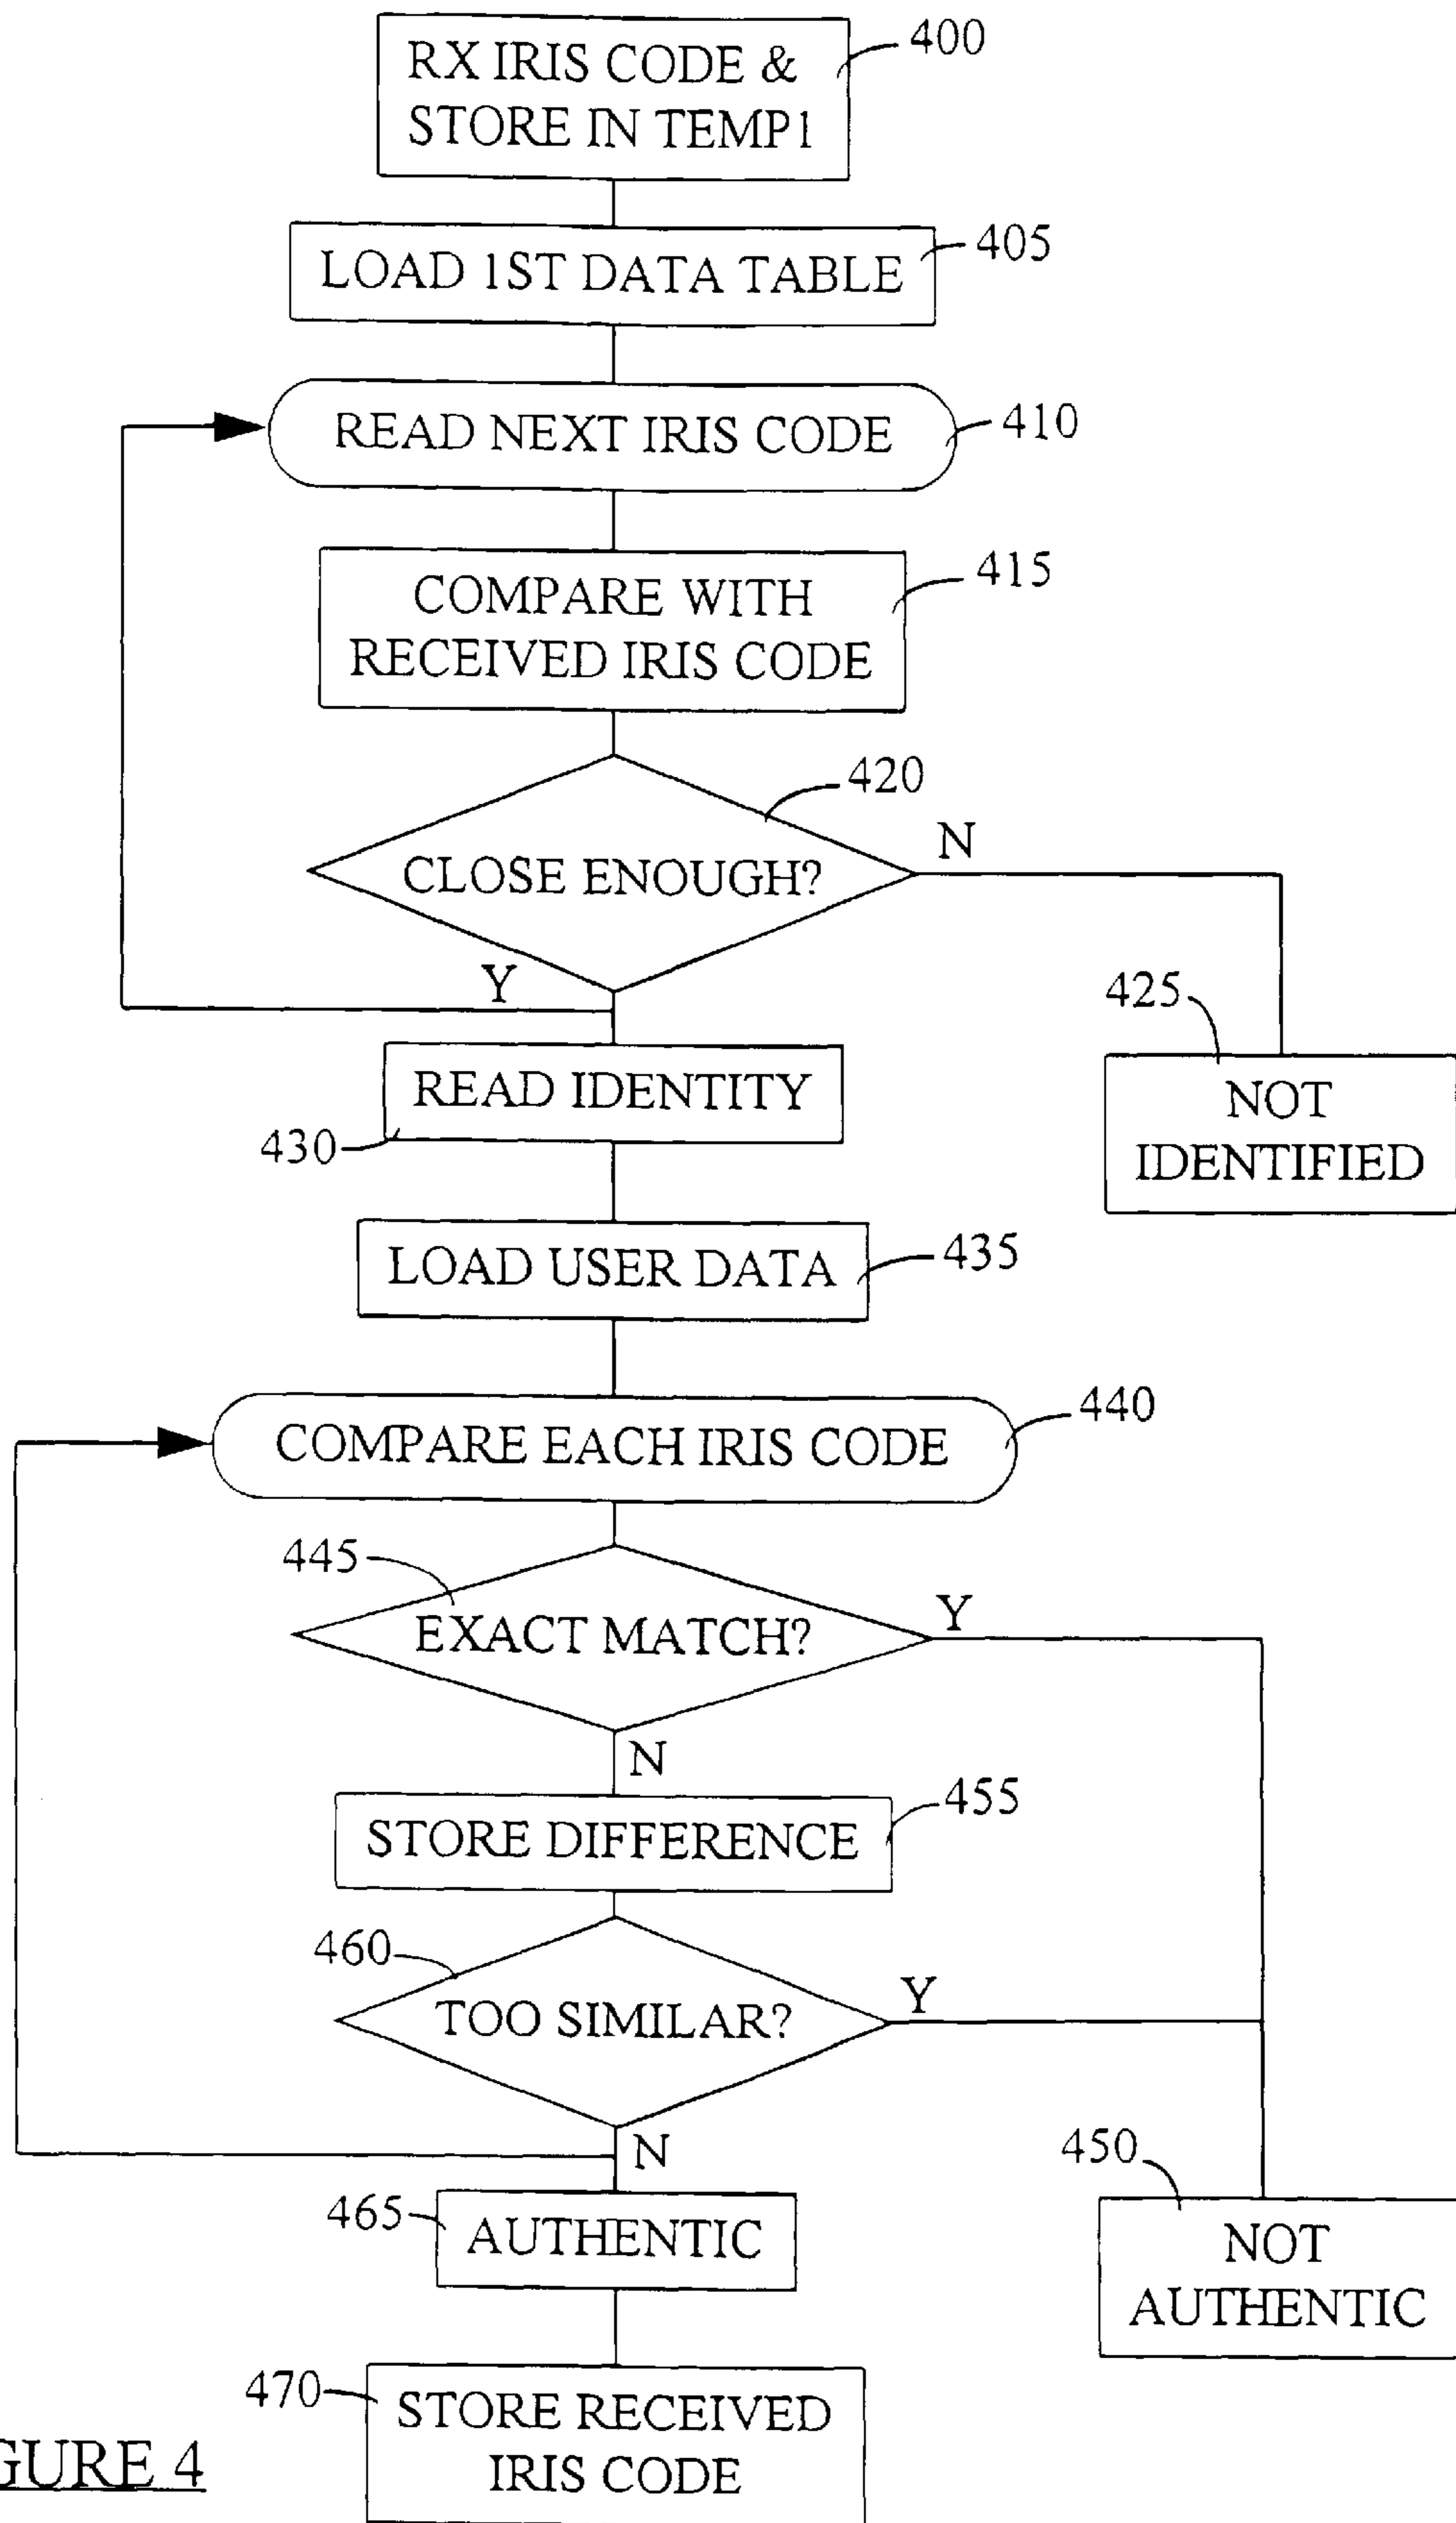 RX IRIS CODE &
STORE IN TEMP1
400
LOAD 1ST DATA TABLE
405
READ NEXT IRIS CODE
410
COMPARE WITH
RECEIVED IRIS CODE
415
420
CLOSE ENOUGH?
N
Y
425
NOT
IDENTIFIED
READ IDENTITY
430
LOAD USER DATA
435
COMPARE EACH IRIS CODE
440
445
EXACT MATCH?
Y
N
STORE DIFFERENCE
455
460
TOO SIMILAR?
Y
N
450
NOT
AUTHENTIC
465
AUTHENTIC
470
STORE RECEIVED
IRIS CODE
GURE 4